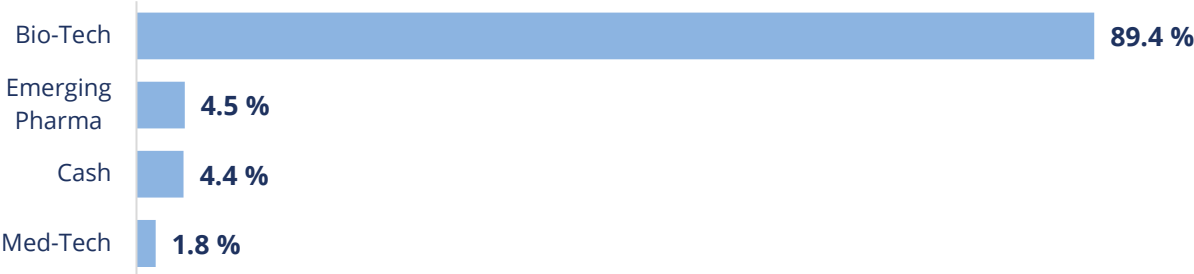 Bio-Tech 89.4 %
Emerging
Pharma 4.5 %
Cash 4.4 %
Med-Tech 1.8 %